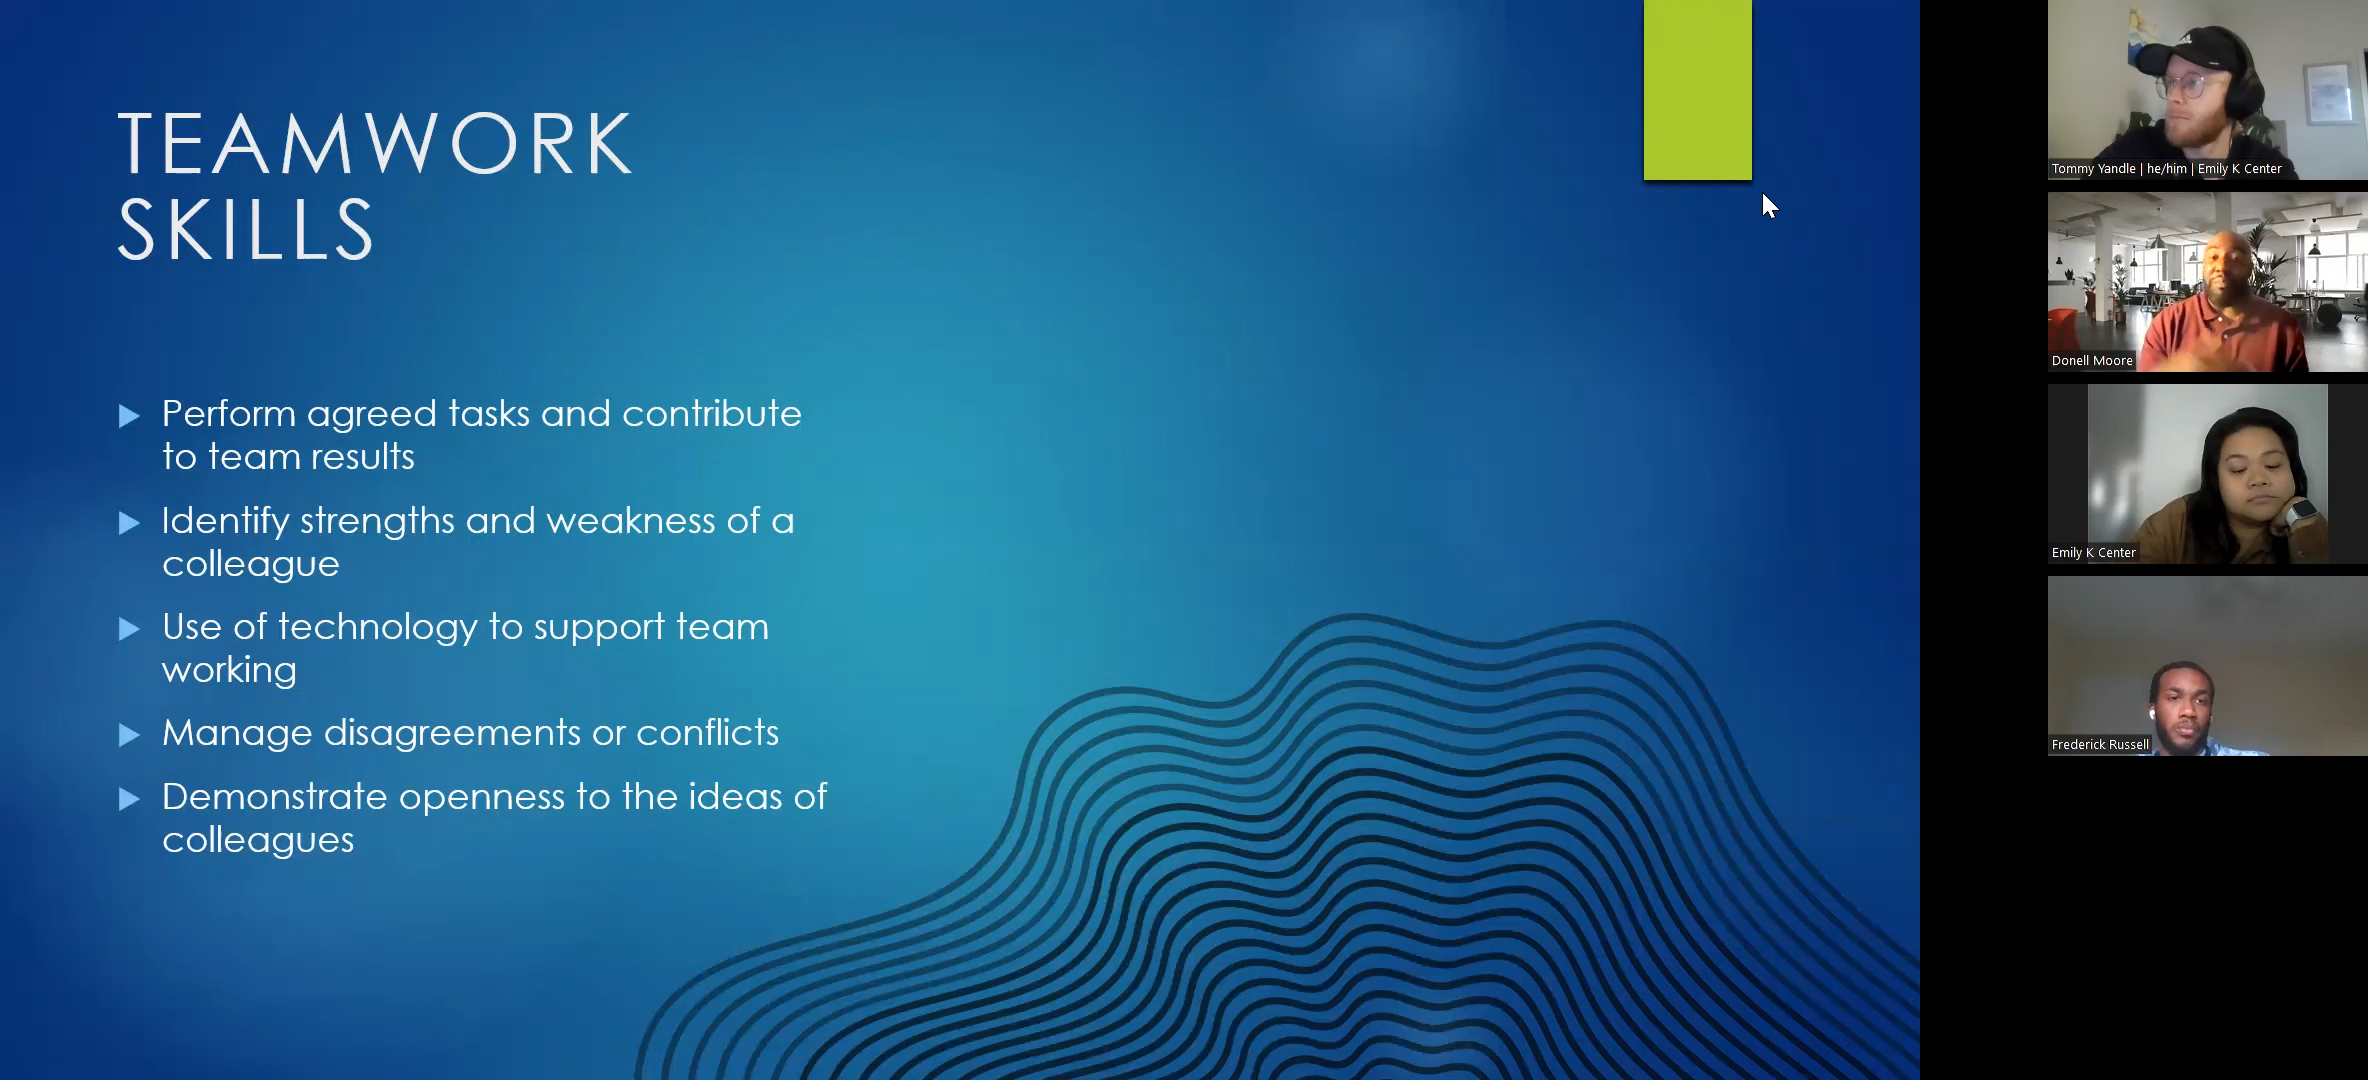 TEAMWORK
SKILLS
Perform agreed tasks and contribute
to team results
Identify strengths and weakness of a
colleague
Use of technology to support team
working
Manage disagreements or conflicts
Demonstrate openness to the ideas of
colleagues
Tommy Yandle | he/him | Emily K Center
Donell Moore
Emily K Center
Frederick Russell